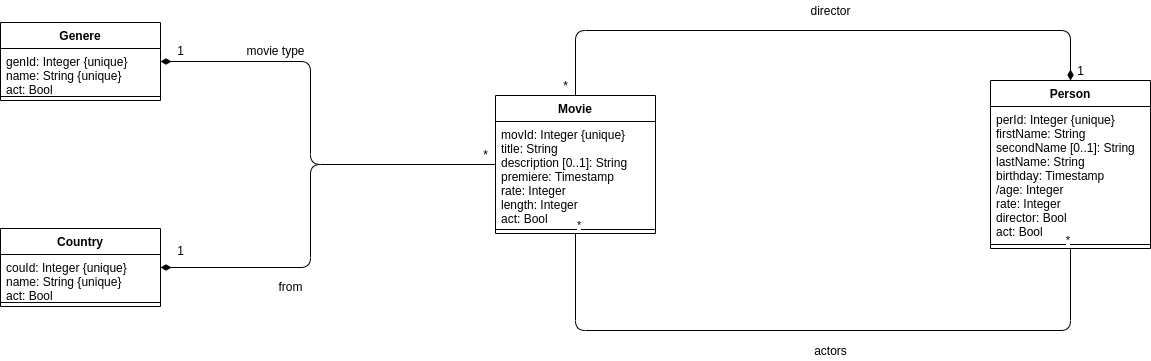 director
Genere
1
movie type
genId: Integer {unique}
name: String {unique}
act: Bool
*
1
Person
perId: Integer {unique}
firstName: String
secondName [0..1]: String
lastName: String
birthday: Timestamp
/age: Integer
rate: Integer
director: Bool
act: Bool
*
Movie
movId: Integer {unique}
title: String
description [0..1]: String
premiere: Timestamp
rate: Integer
length: Integer
act: Bool
*
*
Country
1
couId: Integer {unique}
name: String {unique}
act: Bool
from
actors